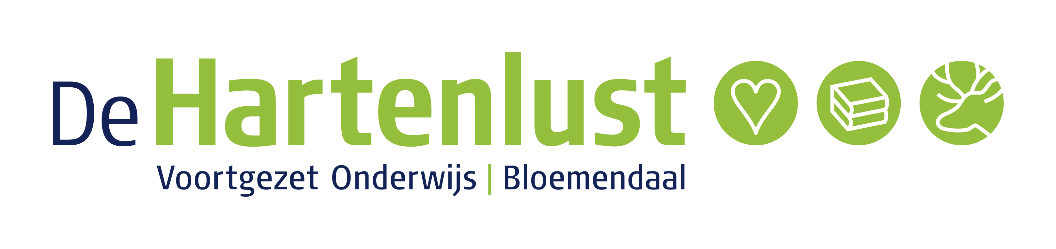 De Hartenlust
Voortgezet Onderwijs | Bloemendaal